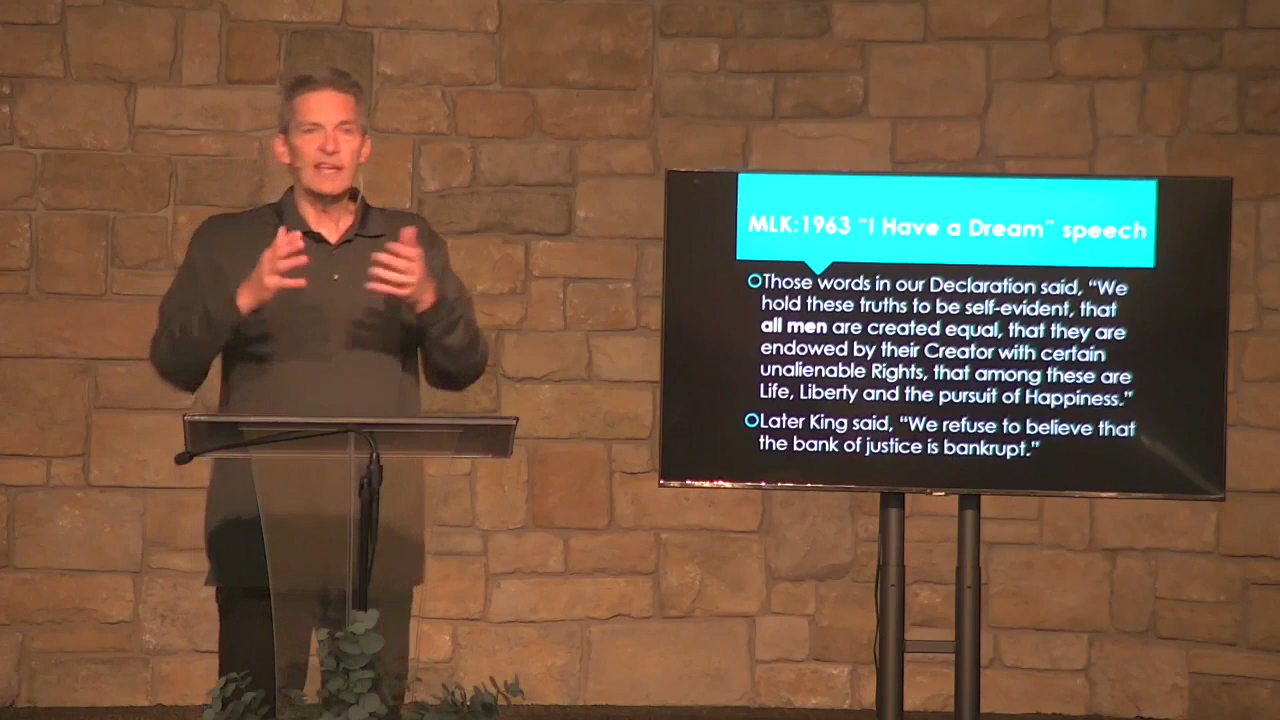 MLK:1963 "I Have a Dream" speech
Those words in our Declaration said, "We
hold these truths to be self-evident, that
all men are created equal, that they are
endowed by their Creator with certain
unalienable Rights, that among these are
Life, Liberty and the pursuit of Happiness."
Later King said, "We refuse to believe that
the bank of justice is bankrupt."